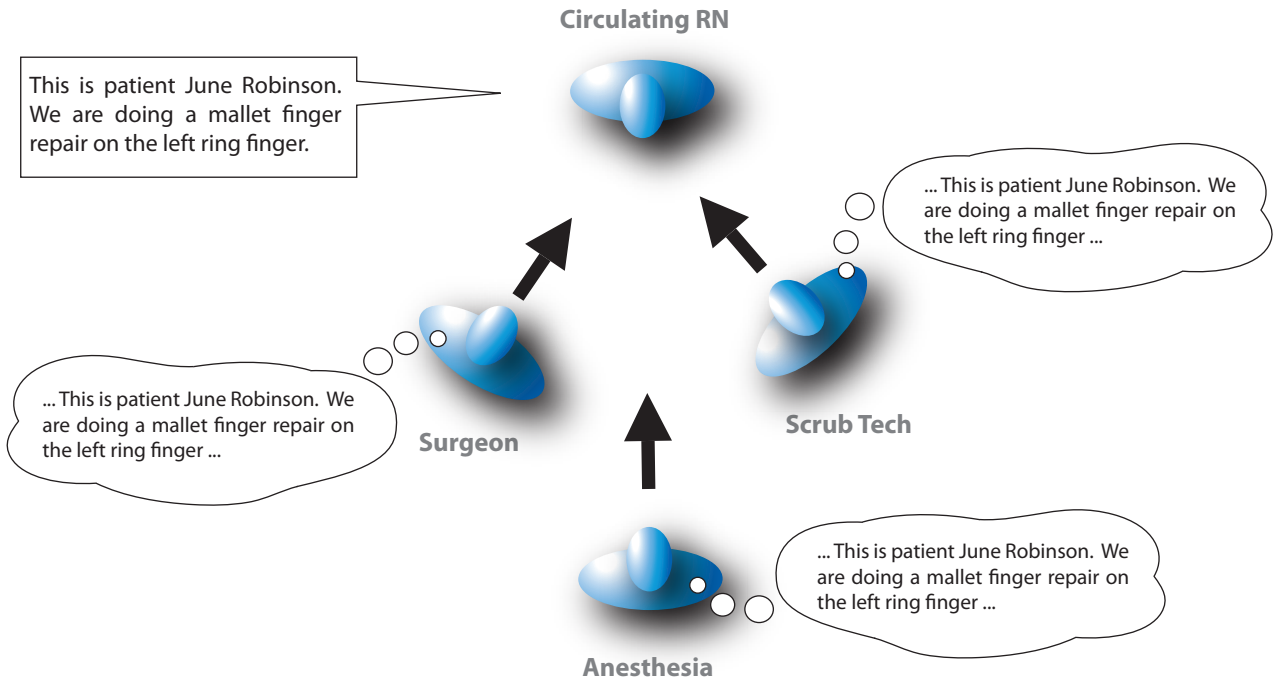 Circulating RN
This is patient June Robinson.
We are doing a mallet finger
repair on the left ring finger.
... This is patient June Robinson. We
are doing a mallet finger repair on
the left ring finger ...
... This is patient June Robinson. We
are doing a mallet finger repair on
the left ring finger ...
Surgeon
Scrub Tech
... This is patient June Robinson. We
are doing a mallet finger repair on
the left ring finger ...
Anesthesia